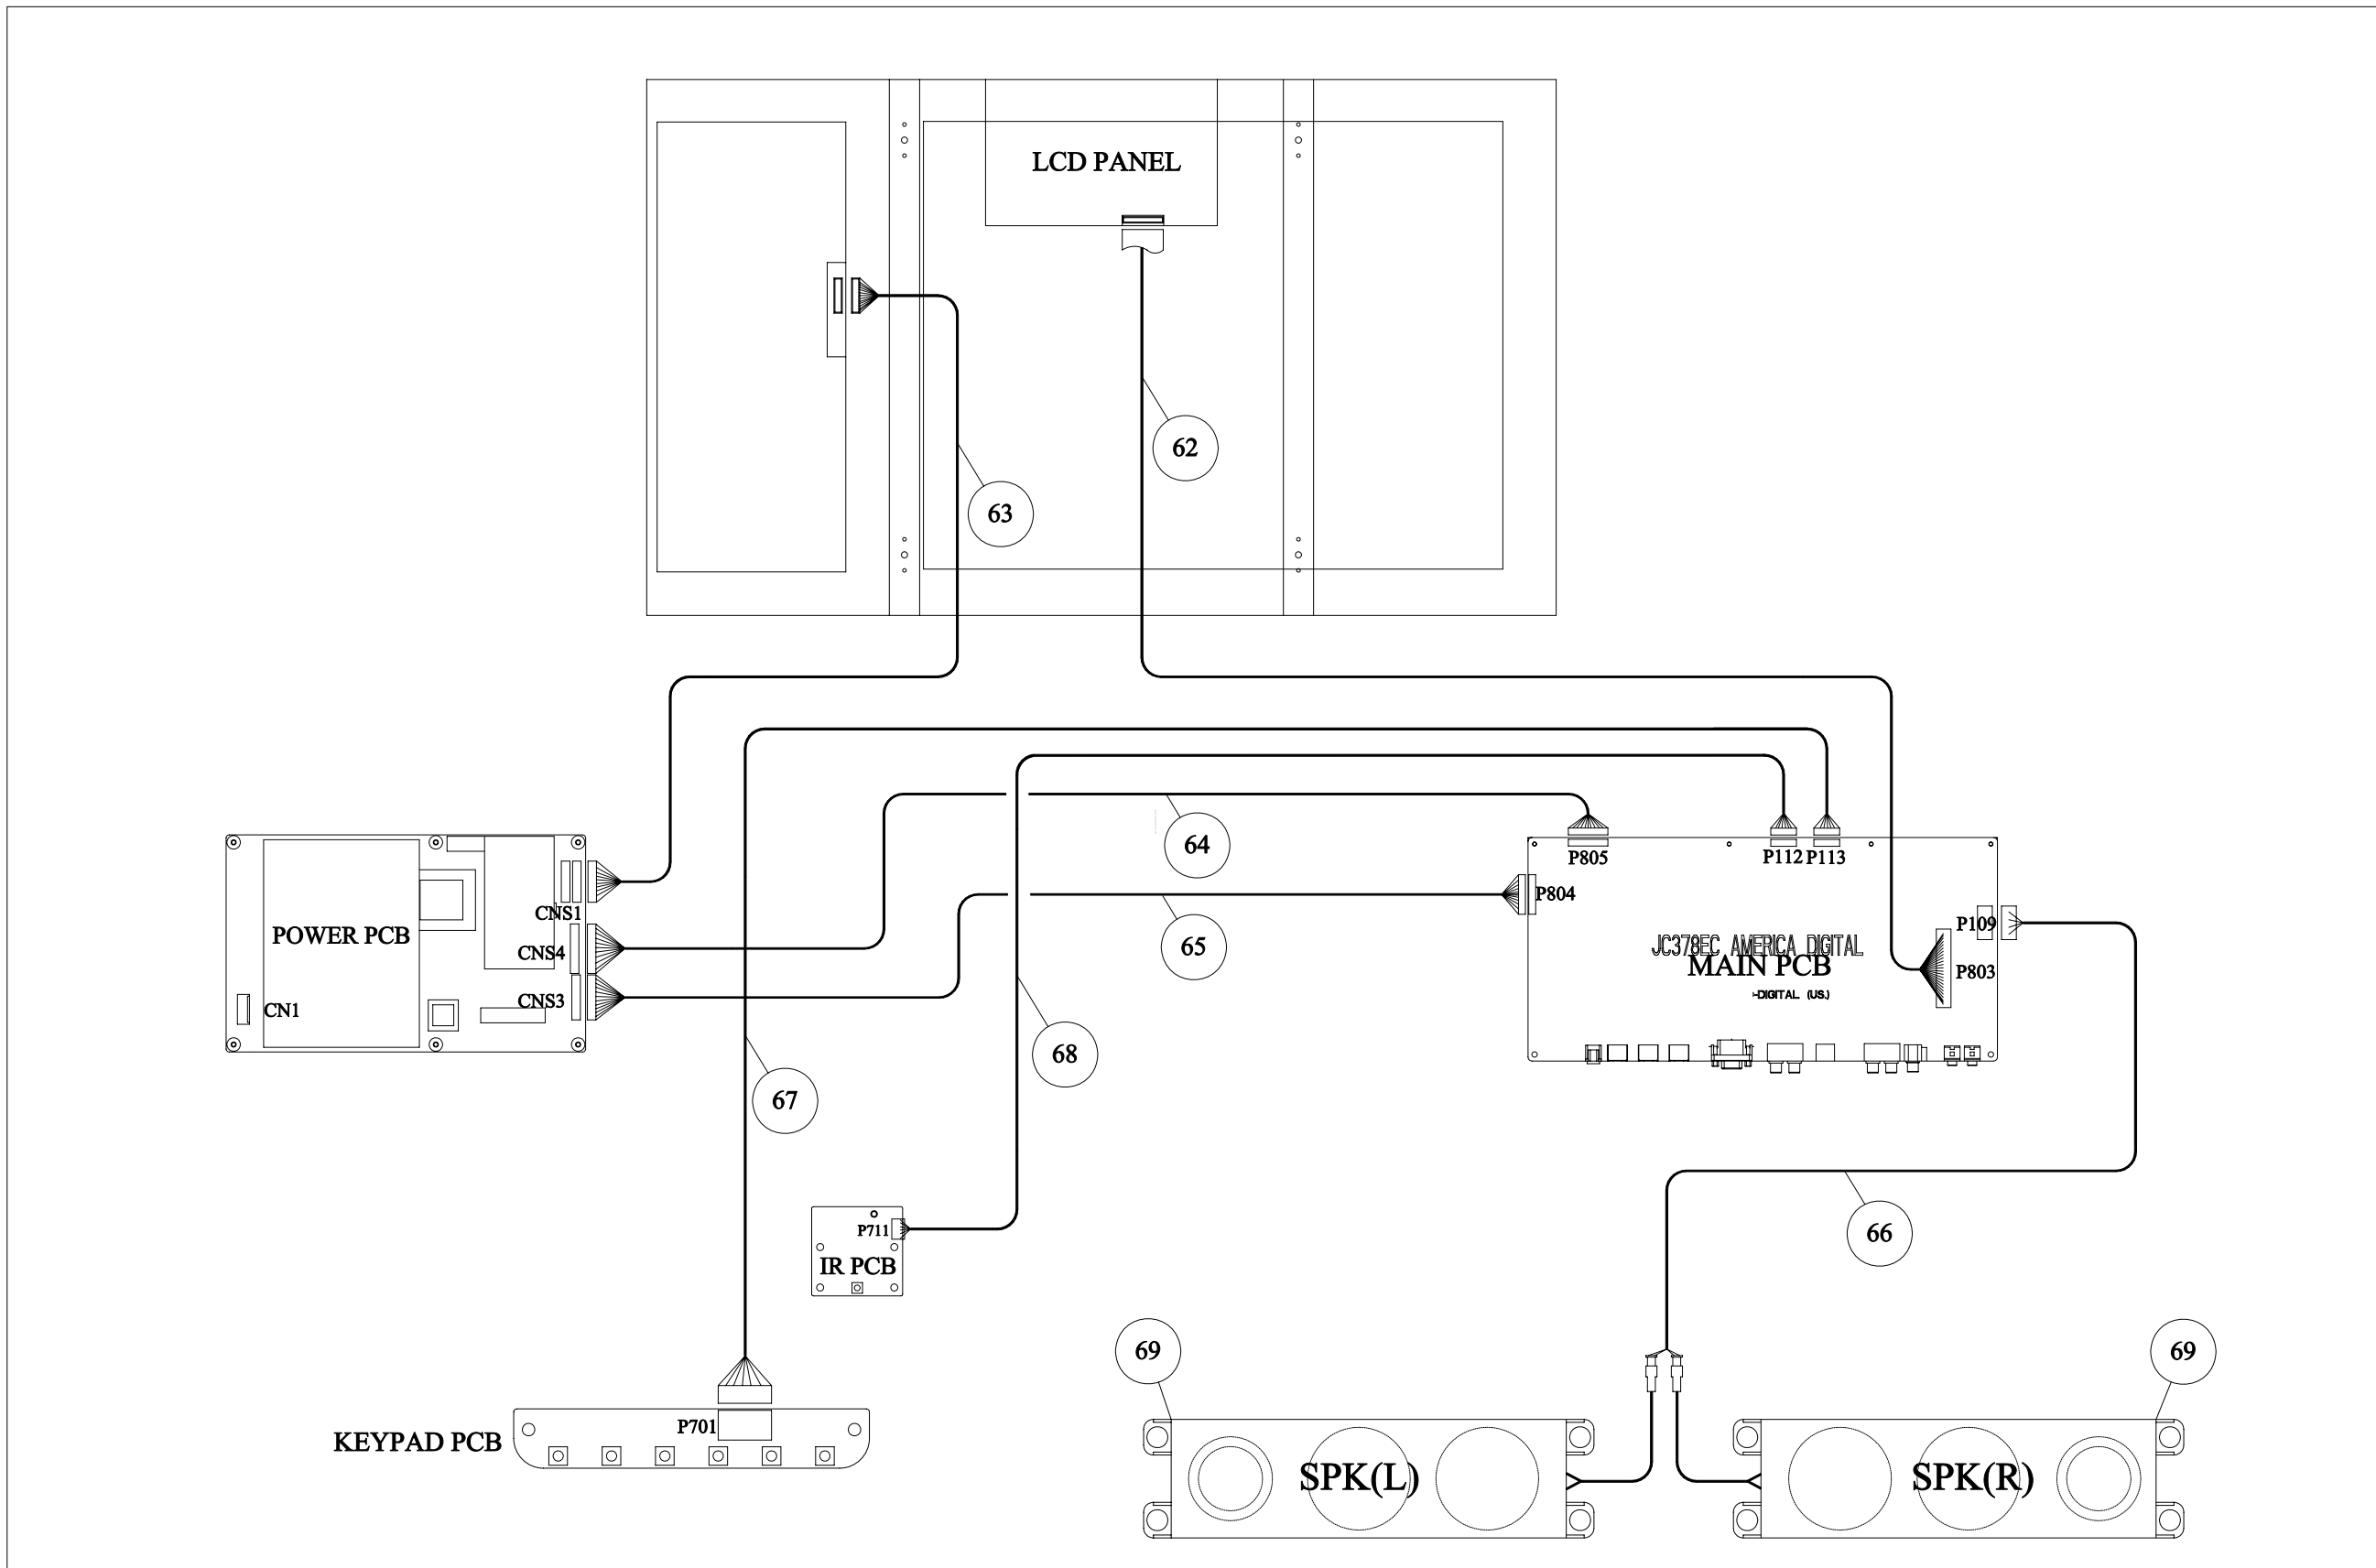 LCD PANEL
62
63
64
P805
P112
P113
P804
CNS1
P109
POWER PCB
CNS4
65
JC378EC AMERICA DIGITAL
MAIN PCB
P803
-DIGITAL (US.)
CNS3
CN1
68
67
P711
IR PCB
66
69
69
P701
KEYPAD PCB
SPK(L)
SPK(R)